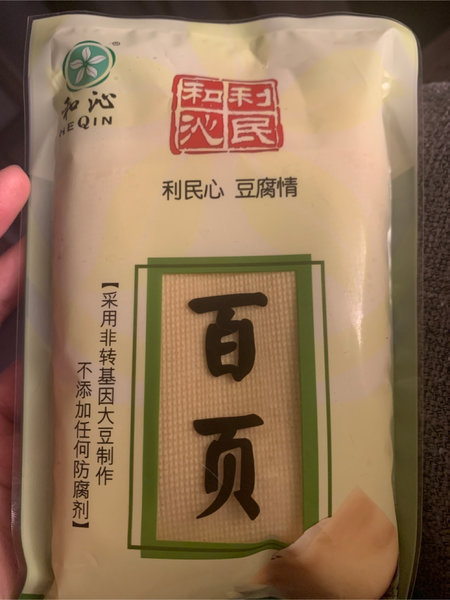 ®
和沁
HEQIN
和利
沁民
利民心 豆腐情
百页
【采用非转基因大豆制作
不添加任何防腐剂】